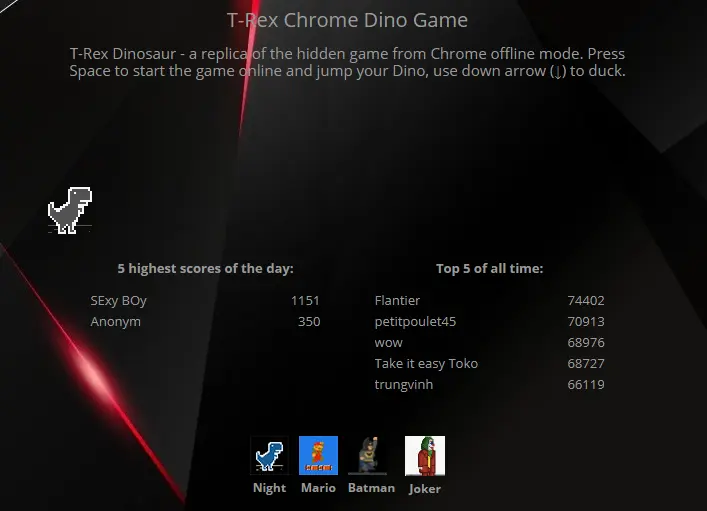 T-Rex Chrome Dino Game
T-Rex Dinosaur - a replica of the hidden game from Chrome offline mode. Press
Space to start the game online and jump your Dino, use down arrow (↓) to duck.
5 highest scores of the day:
SExy BOy 1151
Anonym 350
Top 5 of all time:
Flantier 74402
petitpoulet45 70913
wow 68976
Take it easy Toko 68727
trungvinh 66119
Night Mario Batman Joker